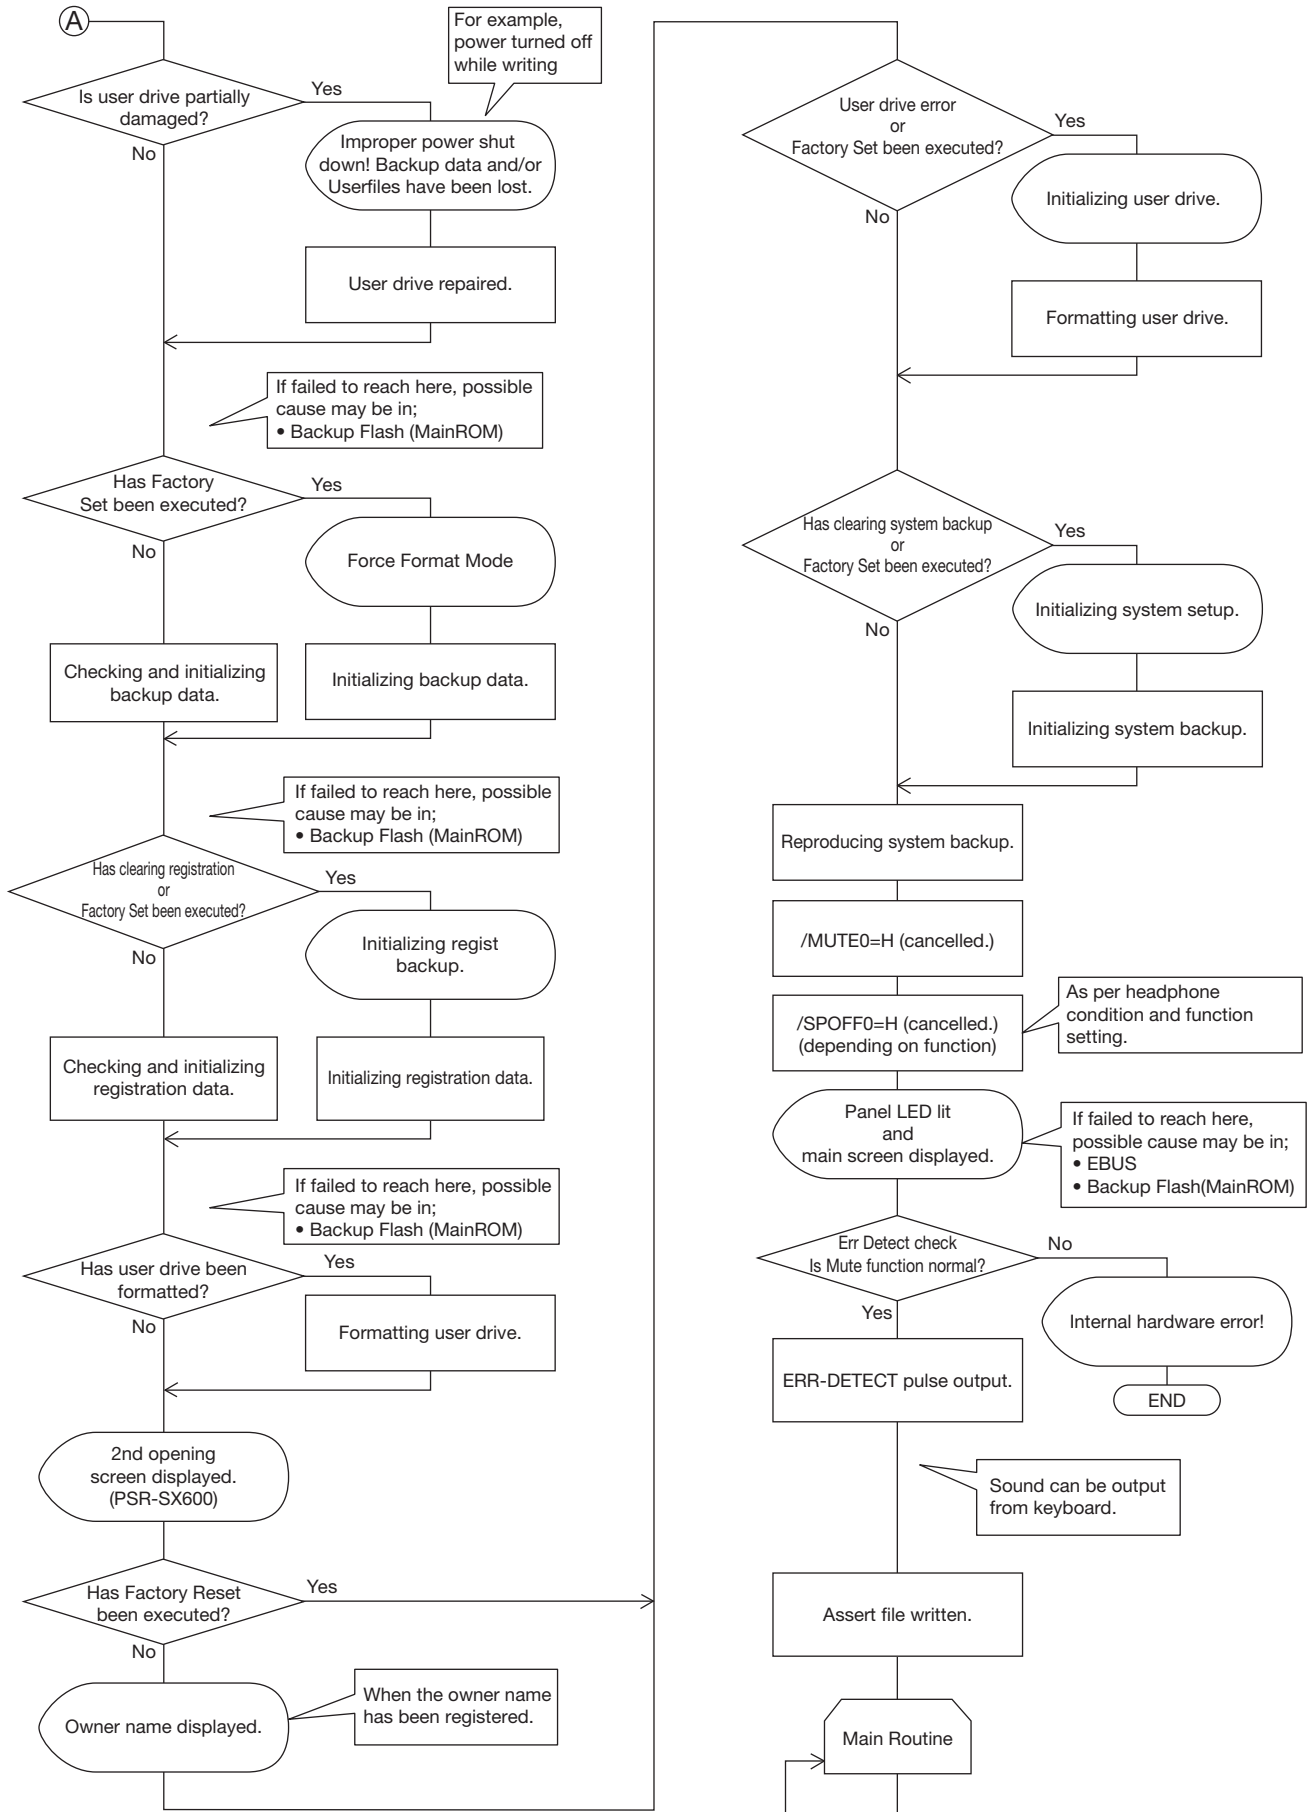 A
For example,
power turned off
while writing
Is user drive partially
damaged?
Yes
No
Improper power shut
down! Backup data and/or
Userfiles have been lost.
User drive repaired.
If failed to reach here, possible
cause may be in;
• Backup Flash (MainROM)
Has Factory
Set been executed?
Yes
No
Force Format Mode
Checking and initializing
backup data.
Initializing backup data.
If failed to reach here, possible
cause may be in;
• Backup Flash (MainROM)
Has clearing registration
or
Factory Set been executed?
Yes
No
Initializing regist
backup.
Checking and initializing
registration data.
Initializing registration data.
If failed to reach here, possible
cause may be in;
• Backup Flash (MainROM)
Has user drive been
formatted?
Yes
No
Formatting user drive.
2nd opening
screen displayed.
(PSR-SX600)
Has Factory Reset
been executed?
Yes
No
Owner name displayed.
When the owner name
has been registered.
User drive error
or
Factory Set been executed?
Yes
No
Initializing user drive.
Formatting user drive.
Has clearing system backup
or
Factory Set been executed?
Yes
No
Initializing system setup.
Initializing system backup.
Reproducing system backup.
/MUTE0=H (cancelled.)
/SPOFF0=H (cancelled.)
(depending on function)
As per headphone
condition and function
setting.
Panel LED lit
and
main screen displayed.
If failed to reach here,
possible cause may be in;
• EBUS
• Backup Flash(MainROM)
Err Detect check
Is Mute function normal?
No
Yes
Internal hardware error!
END
ERR-DETECT pulse output.
Sound can be output
from keyboard.
Assert file written.
Main Routine